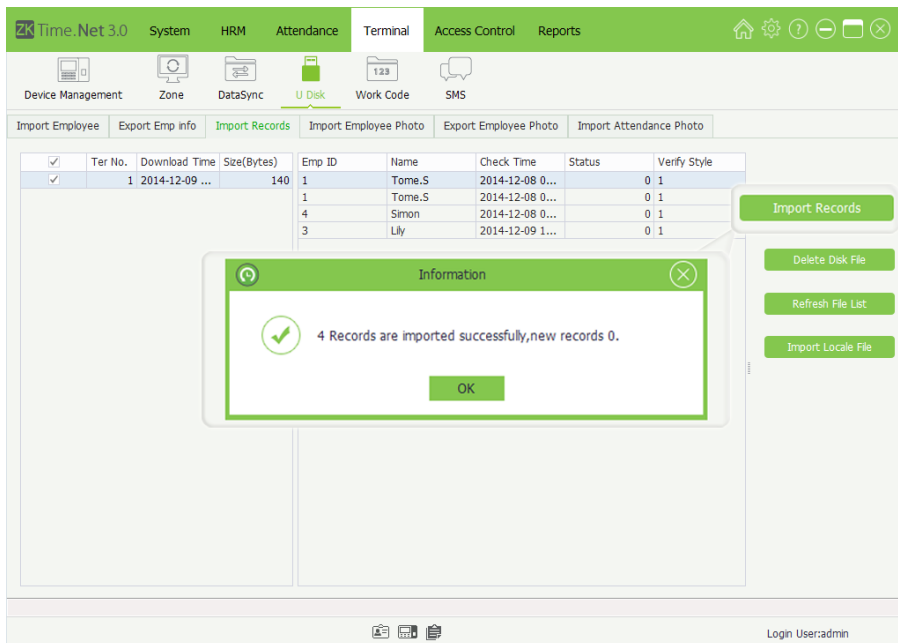 ZK Time.Net 3.0 System HRM Attendance Terminal Access Control Reports
123
Device Management Zone DataSync U Disk Work Code SMS
Import Employee Export Emp info Import Records Import Employee Photo Export Employee Photo Import Attendance Photo
Ter No. Download Time Size(Bytes) Emp ID Name Check Time Status Verify Style
1 2014-12-09 ... 140 1 Tome.S 2014-12-08 0... 0 1
1 Tome.S 2014-12-08 0... 0 1
4 Simon 2014-12-08 0... 0 1
3 Lily 2014-12-09 1... 0 1
Import Records
Delete Disk File
Refresh File List
Import Locale File
Information
4 Records are imported successfully,new records 0.
OK
Login User:admin